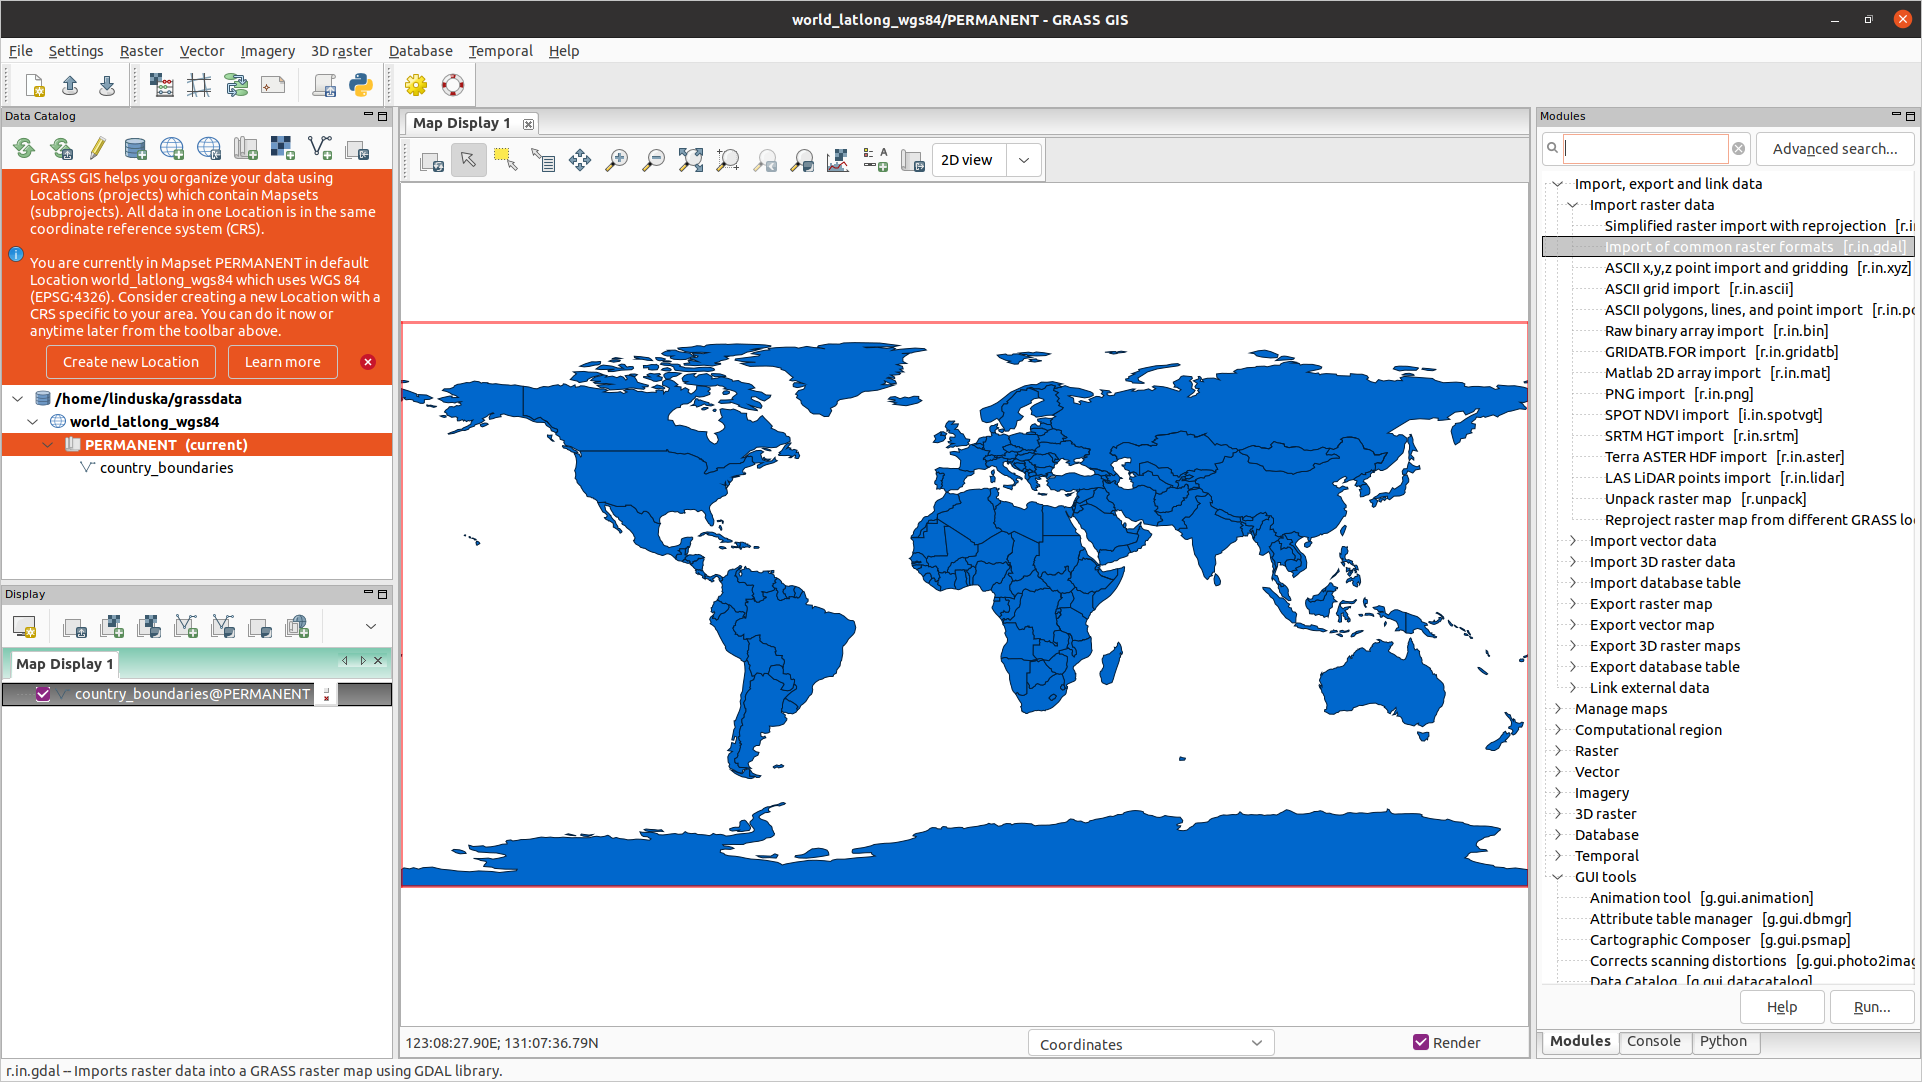 world_latlong_wgs84/PERMANENT - GRASS GIS
File Settings Raster Vector Imagery 3D raster Database Temporal Help
Data Catalog
GRASS GIS helps you organize your data using
Locations (projects) which contain Mapsets
(subprojects). All data in one Location is in the same
coordinate reference system (CRS).
You are currently in Mapset PERMANENT in default
Location world_latlong_wgs84 which uses WGS 84
(EPSG:4326). Consider creating a new Location with a
CRS specific to your area. You can do it now or
anytime later from the toolbar above.
Create new Location Learn more
/home/linduska/grassdata
world_latlong_wgs84
PERMANENT (current)
country_boundaries
Display
Map Display 1
country_boundaries@PERMANENT
Map Display 1
2D view
123:08:27.90E; 131:07:36.79N
Coordinates
Render
Modules
Advanced search...
Import, export and link data
Import raster data
Simplified raster import with reprojection [r.i
Import of common raster formats [r.in.gdal]
ASCII x,y,z point import and gridding [r.in.xyz]
ASCII grid import [r.in.ascii]
ASCII polygons, lines, and point import [r.in.po
Raw binary array import [r.in.bin]
GRIDATB.FOR import [r.in.gridatb]
Matlab 2D array import [r.in.mat]
PNG import [r.in.png]
SPOT NDVI import [r.in.spotvgt]
SRTM HGT import [r.in.srtm]
Terra ASTER HDF import [r.in.aster]
LAS LiDAR points import [r.in.lidar]
Unpack raster map [r.unpack]
Reproject raster map from different GRASS lo
Import vector data
Import 3D raster data
Import database table
Export raster map
Export vector map
Export 3D raster maps
Export database table
Link external data
Manage maps
Computational region
Raster
Vector
Imagery
3D raster
Database
Temporal
GUI tools
Animation tool [g.gui.animation]
Attribute table manager [g.gui.dbmgr]
Cartographic Composer [g.gui.psmap]
Corrects scanning distortions [g.gui.photo2imag
Data Catalog [g.gui.datacatalog]
Help Run...
Modules Console Python
r.in.gdal -- Imports raster data into a GRASS raster map using GDAL library.